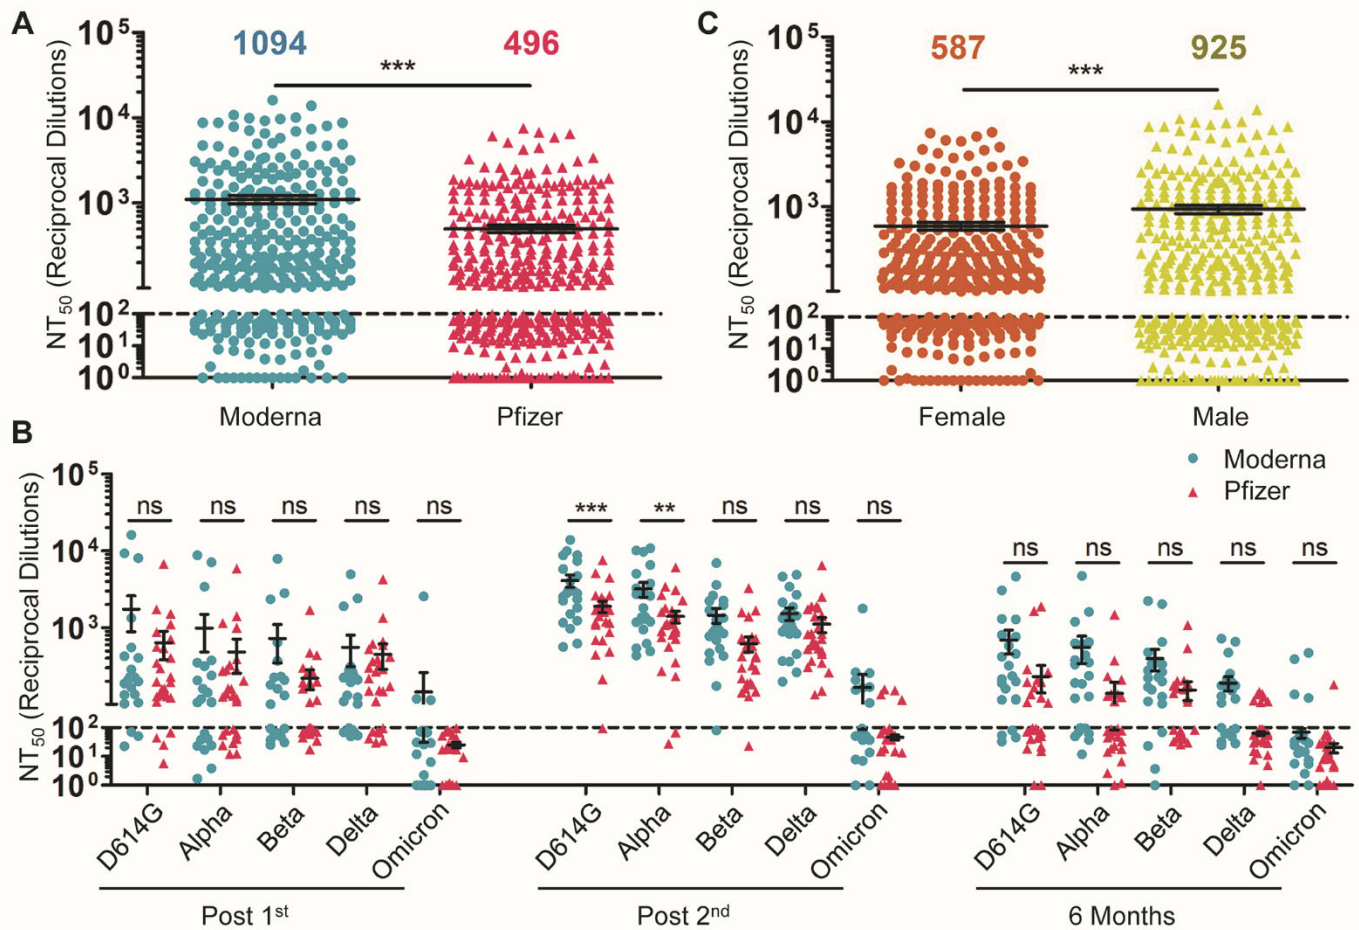 A
NT50 (Reciprocal Dilutions)
10^5
10^4
10^3
10^2
10^1
10^0
1094
496
***
Moderna
Pfizer
C
NT50 (Reciprocal Dilutions)
10^5
10^4
10^3
10^2
10^1
10^0
587
925
***
Female
Male
B
Moderna
Pfizer
NT50 (Reciprocal Dilutions)
10^5
10^4
10^3
10^2
10^1
10^0
ns ns ns ns ns *** ** ns ns ns ns ns ns ns ns
D614G Alpha Beta Delta Omicron D614G Alpha Beta Delta Omicron D614G Alpha Beta Delta Omicron
Post 1st Post 2nd 6 Months